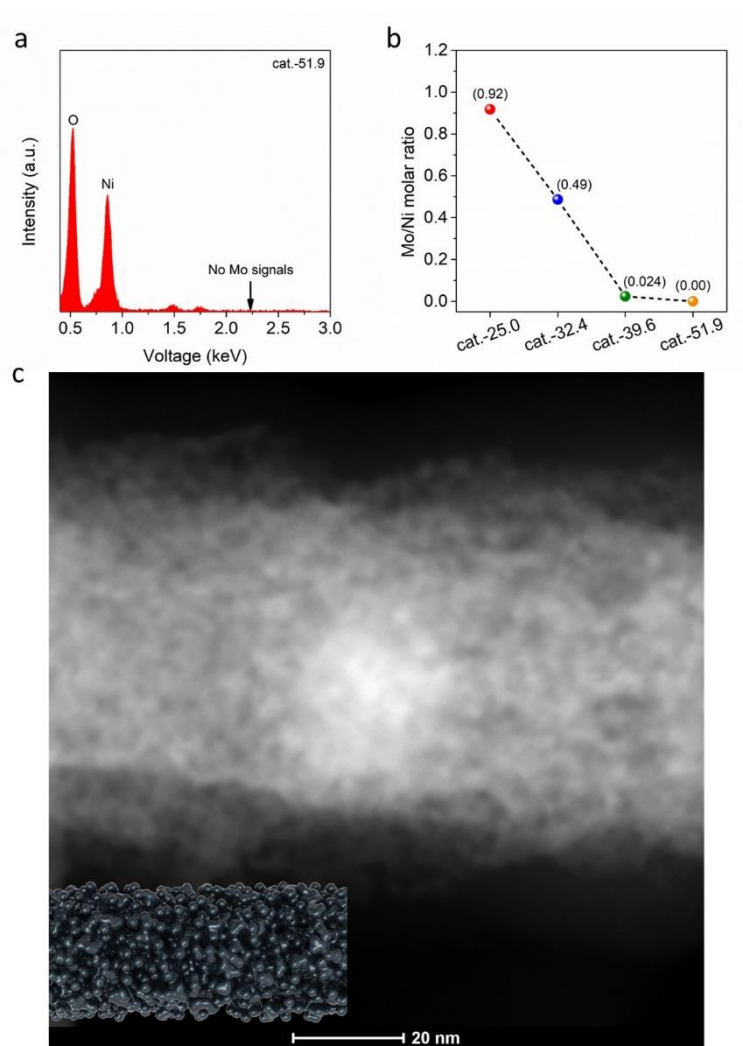 a
cat.-51.9
O
Ni
No Mo signals
Intensity (a.u.)
0.5 1.0 1.5 2.0 2.5 3.0
Voltage (keV)
b
1.2
1.0
0.8
0.6
0.4
0.2
0.0
Mo/Ni molar ratio
(0.92)
(0.49)
(0.024)
(0.00)
cat.-25.0
cat.-32.4
cat.-39.6
cat.-51.9
c
20 nm